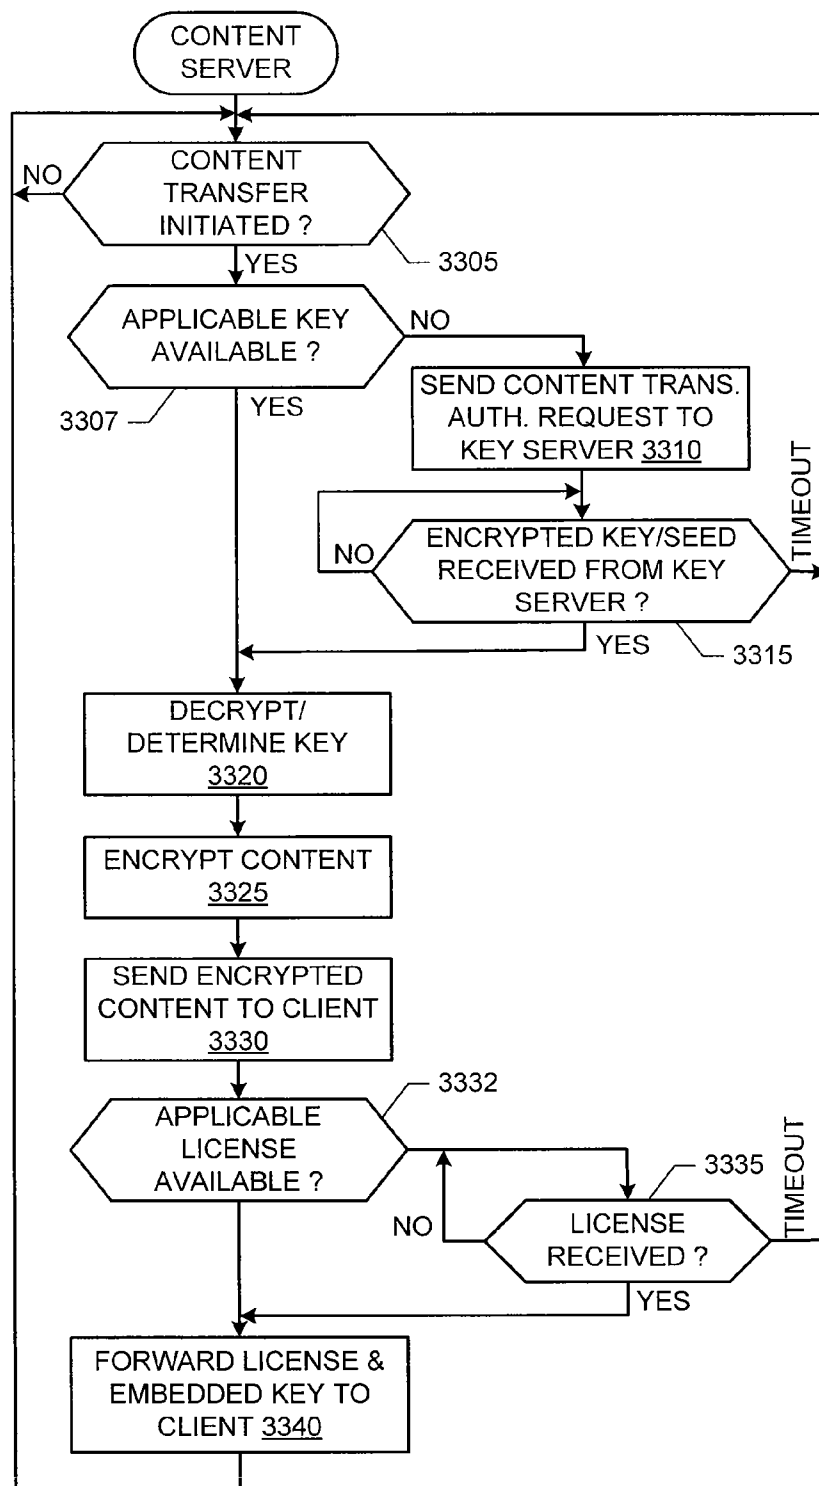 CONTENT
SERVER
NO
CONTENT
TRANSFER
INITIATED ?
3305
YES
APPLICABLE KEY
AVAILABLE ?
NO
3307
YES
SEND CONTENT TRANS.
AUTH. REQUEST TO
KEY SERVER 3310
TIMEOUT
NO
ENCRYPTED KEY/SEED
RECEIVED FROM KEY
SERVER ?
YES
3315
DECRYPT/
DETERMINE KEY
3320
ENCRYPT CONTENT
3325
SEND ENCRYPTED
CONTENT TO CLIENT
3330
3332
APPLICABLE
LICENSE
AVAILABLE ?
3335
TIMEOUT
NO
LICENSE
RECEIVED ?
YES
FORWARD LICENSE &
EMBEDDED KEY TO
CLIENT 3340